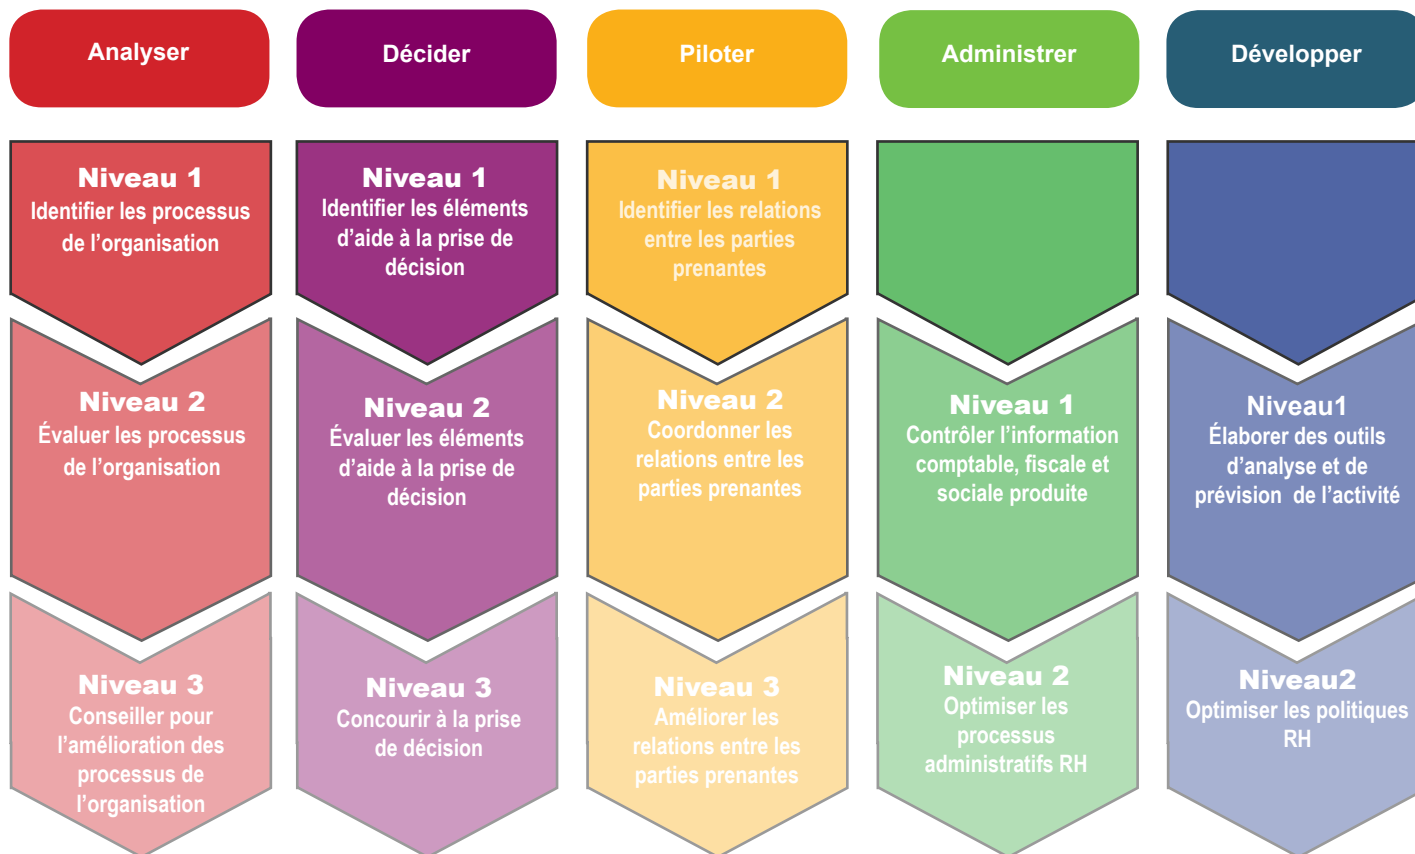 Analyser
Décider
Piloter
Administrer
Développer
Niveau 1
Identifier les processus
de l’organisation
Niveau 1
Identifier les éléments
d’aide à la prise de
décision
Niveau 1
Identifier les relations
entre les parties
prenantes
Niveau 2
Évaluer les processus
de l’organisation
Niveau 2
Évaluer les éléments
d’aide à la prise de
décision
Niveau 2
Coordonner les
relations entre les
parties prenantes
Niveau 1
Contrôler l’information
comptable, fiscale et
sociale produite
Niveau1
Élaborer des outils
d’analyse et de
prévision  de l’activité
Niveau 3
Conseiller pour
l’amélioration des
processus de
l’organisation
Niveau 3
Concourir à la prise
de décision
Niveau 3
Améliorer les
relations entre les
parties prenantes
Niveau 2
Optimiser les
processus
administratifs RH
Niveau2
Optimiser les politiques
RH